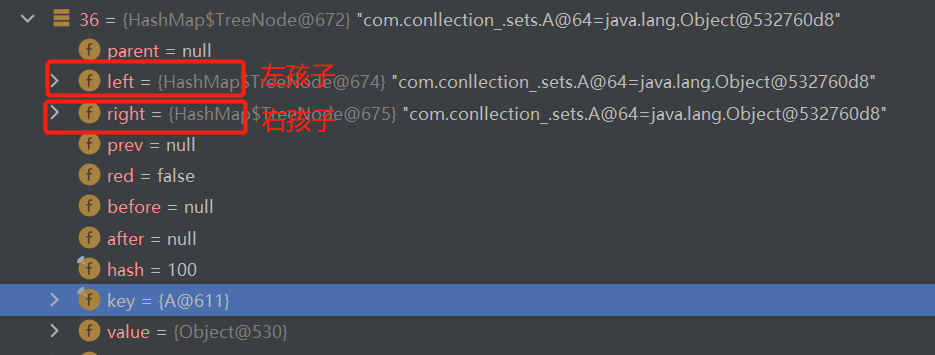 36 = {HashMap$TreeNode@672} "com.conllection_.sets.A@64=java.lang.Object@532760d8"
f parent = null
f left = {HashMap$TreeNode@674} "com.conllection_.sets.A@64=java.lang.Object@532760d8"
左孩子
f right = {HashMap$TreeNode@675} "com.conllection_.sets.A@64=java.lang.Object@532760d8"
右孩子
f prev = null
f red = false
f before = null
f after = null
f hash = 100
f key = {A@611}
f value = {Object@530}